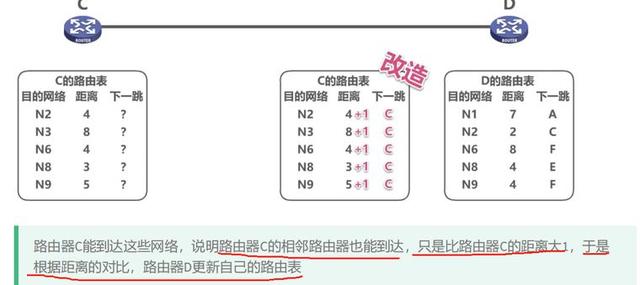 C
D
ROUTER
ROUTER
改造
C的路由表
目的网络 距离 下一跳
N2 4 ?
N3 8 ?
N6 4 ?
N8 3 ?
N9 5 ?
C的路由表
目的网络 距离 下一跳
N2 4+1 C
N3 8+1 C
N6 4+1 C
N8 3+1 C
N9 5+1 C
D的路由表
目的网络 距离 下一跳
N1 7 A
N2 2 C
N6 8 F
N8 4 E
N9 4 F
路由器C能到达这些网络，说明路由器C的相邻路由器也能到达，只是比路由器C的距离大1，于是
根据距离的对比，路由器D更新自己的路由表